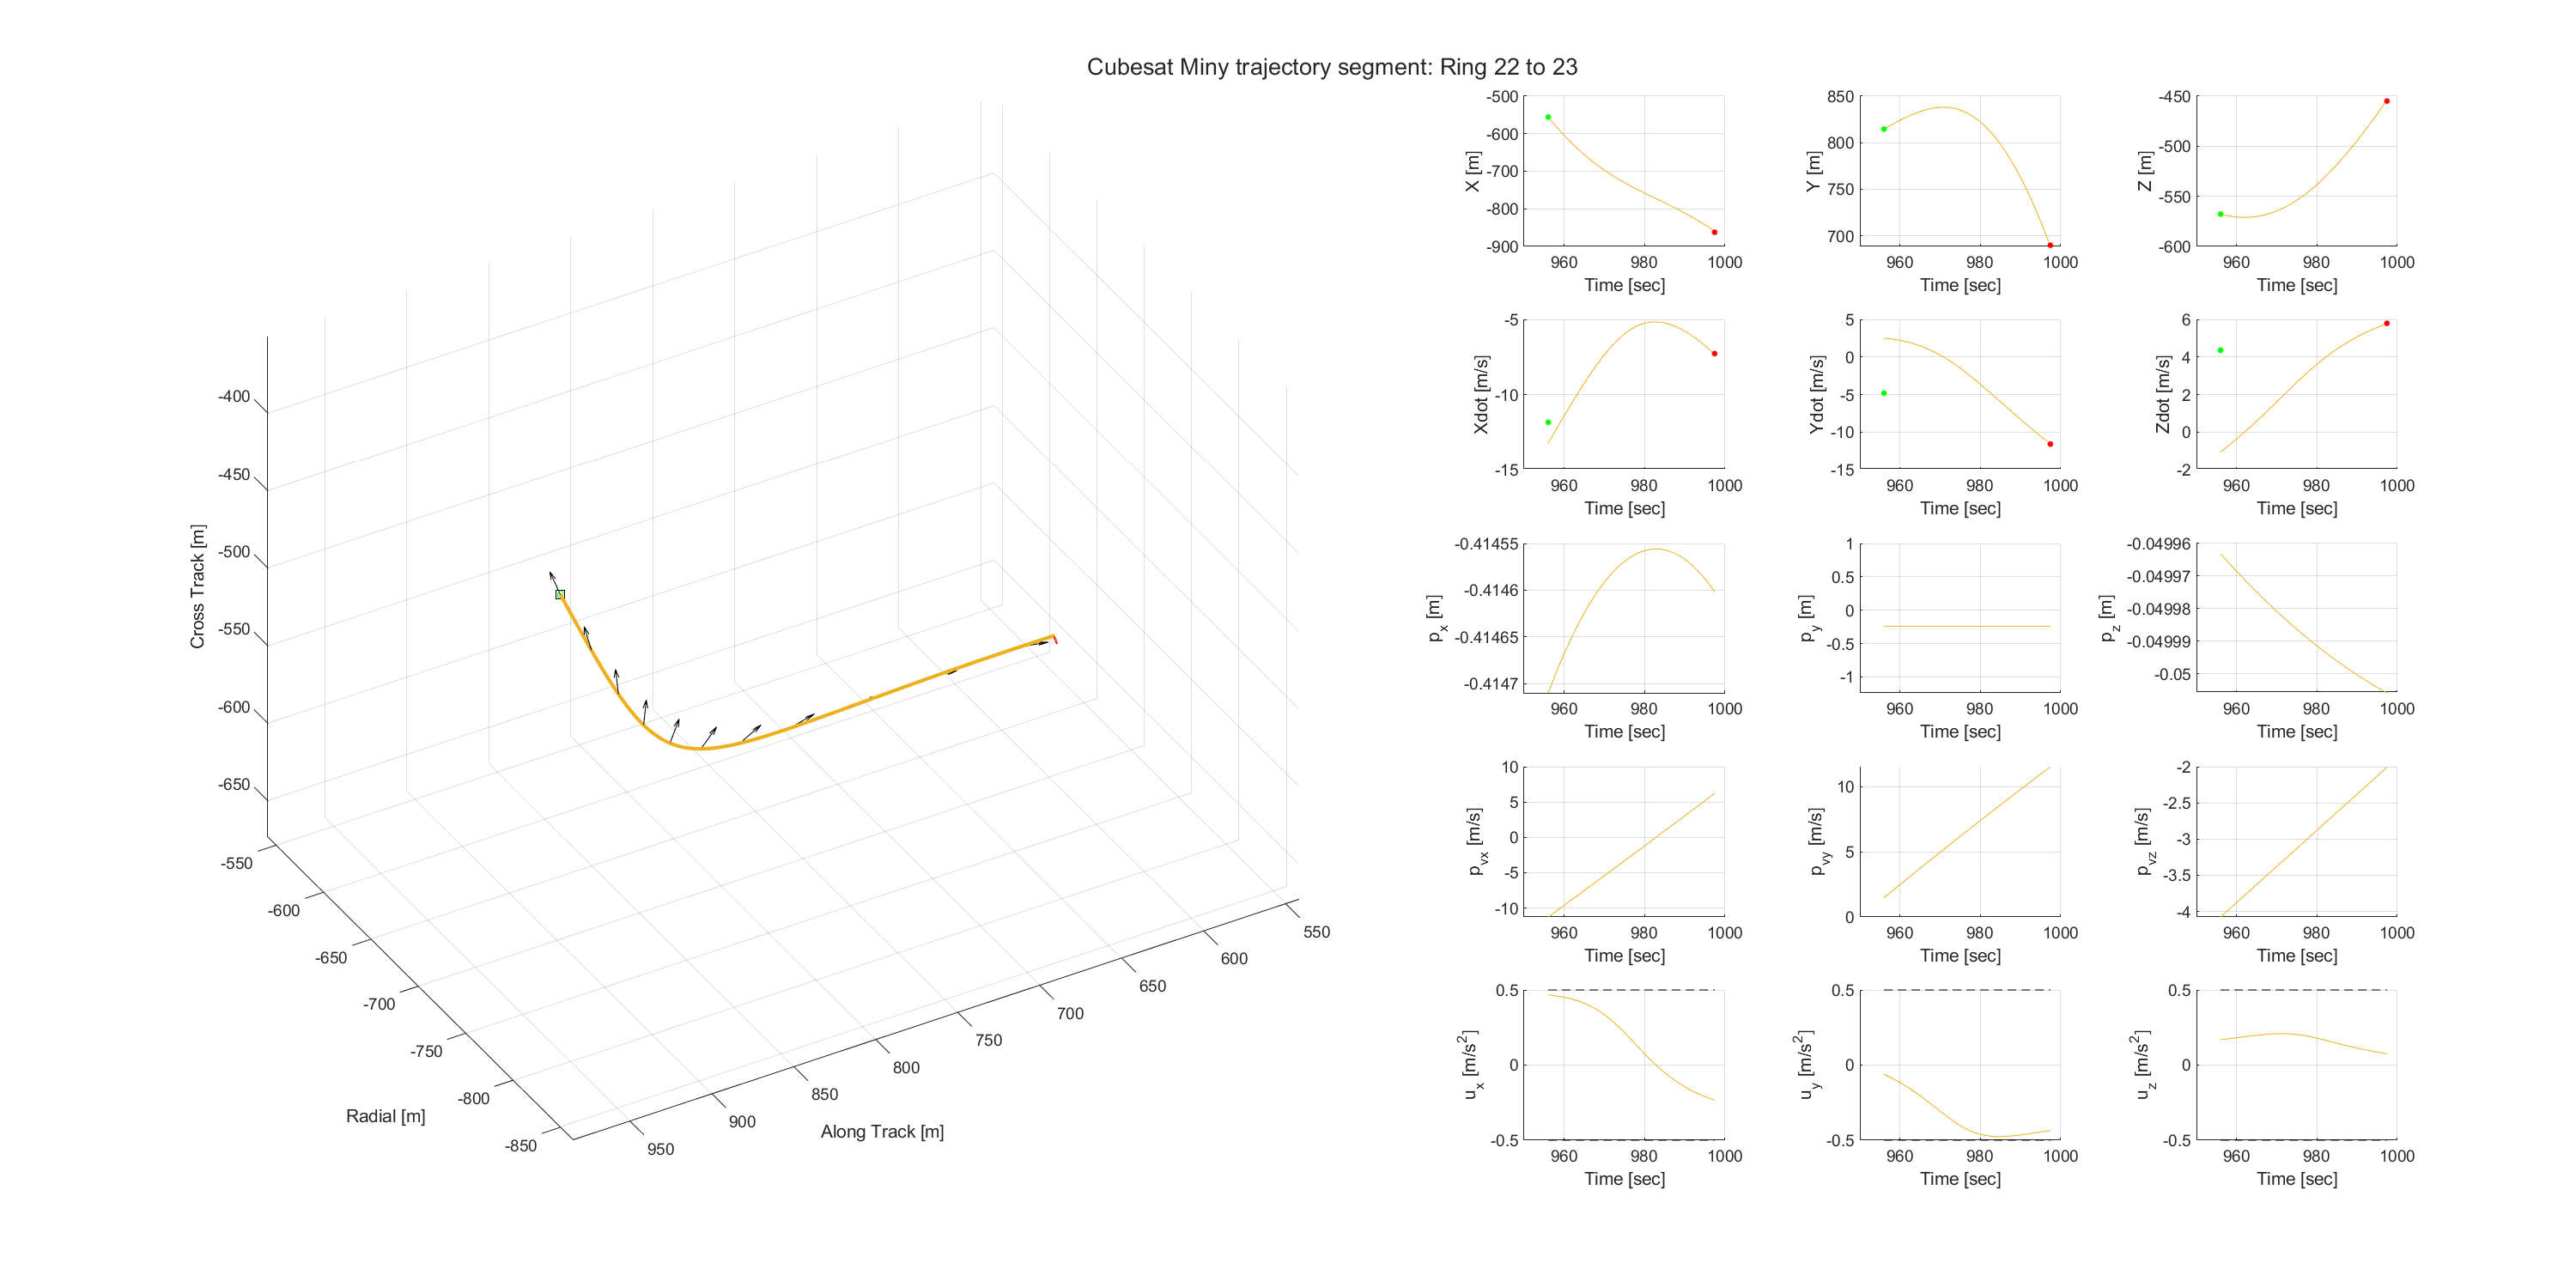 Cubesat Miny trajectory segment: Ring 22 to 23
Cross Track [m]
-400
-450
-500
-550
-600
-650
Radial [m]
-550
-600
-650
-700
-750
-800
-850
Along Track [m]
950
900
850
800
750
700
650
600
550
X [m]
-500
-600
-700
-800
-900
960 980 1000
Time [sec]
Y [m]
850
800
750
700
960 980 1000
Time [sec]
Z [m]
-450
-500
-550
-600
960 980 1000
Time [sec]
Xdot [m/s]
-5
-10
-15
960 980 1000
Time [sec]
Ydot [m/s]
5
0
-5
-10
-15
960 980 1000
Time [sec]
Zdot [m/s]
6
4
2
0
-2
960 980 1000
Time [sec]
p_x [m]
-0.41455
-0.4146
-0.41465
-0.4147
960 980 1000
Time [sec]
p_y [m]
1
0.5
0
-0.5
-1
960 980 1000
Time [sec]
p_z [m]
-0.04996
-0.04997
-0.04998
-0.04999
-0.05
960 980 1000
Time [sec]
p_vx [m/s]
10
5
0
-5
-10
960 980 1000
Time [sec]
p_vy [m/s]
10
5
0
960 980 1000
Time [sec]
p_vz [m/s]
-2
-2.5
-3
-3.5
-4
960 980 1000
Time [sec]
u_x [m/s²]
0.5
0
-0.5
960 980 1000
Time [sec]
u_y [m/s²]
0.5
0
-0.5
960 980 1000
Time [sec]
u_z [m/s²]
0.5
0
-0.5
960 980 1000
Time [sec]